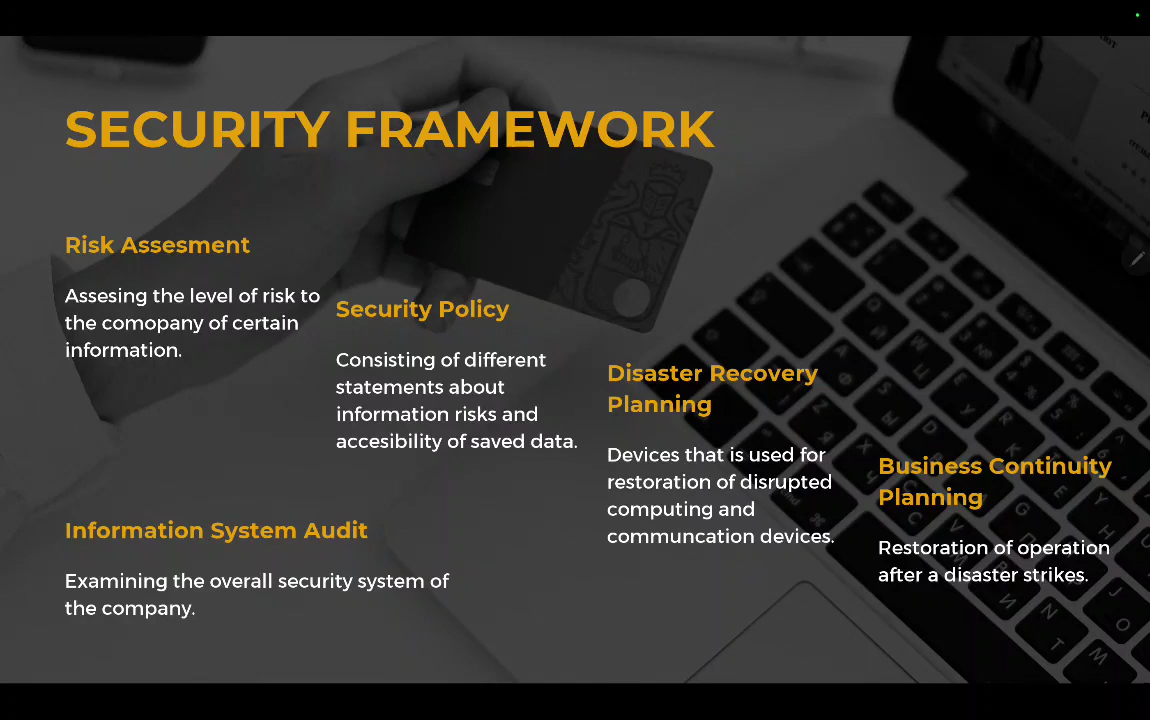 SECURITY FRAMEWORK
Risk Assesment
Assesing the level of risk to
the comopany of certain
information.
Security Policy
Consisting of different
statements about
information risks and
accesibility of saved data.
Disaster Recovery
Planning
Devices that is used for
restoration of disrupted
computing and
communcation devices.
Business Continuity
Planning
Restoration of operation
after a disaster strikes.
Information System Audit
Examining the overall security system of
the company.